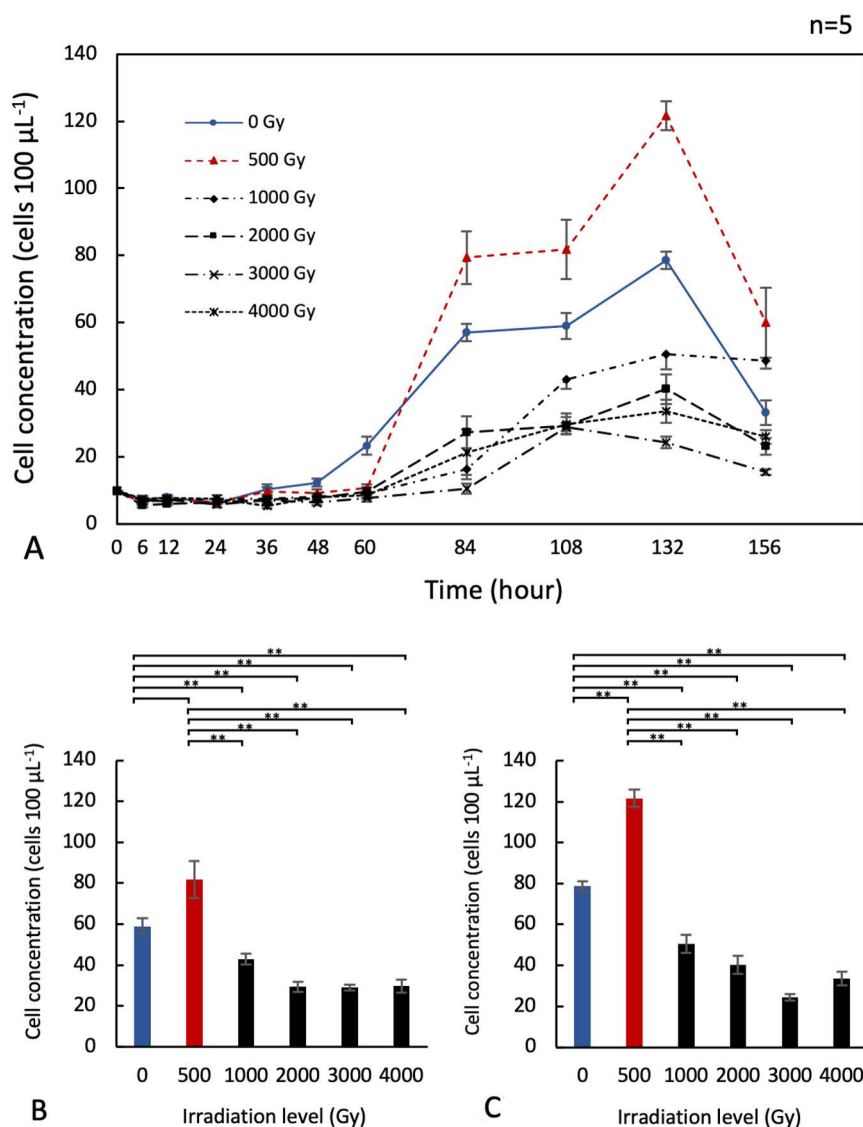 n=5
Cell concentration (cells 100 µL⁻¹)
140
120
100
80
60
40
20
0
0 Gy
500 Gy
1000 Gy
2000 Gy
3000 Gy
4000 Gy
0 6 12 24 36 48 60 84 108 132 156
A
Time (hour)
**
**
**
**
**
**
**
**
Cell concentration (cells 100 µL⁻¹)
140
120
100
80
60
40
20
0
0 500 1000 2000 3000 4000
B
Irradiation level (Gy)
**
**
**
**
**
**
**
**
**
Cell concentration (cells 100 µL⁻¹)
140
120
100
80
60
40
20
0
0 500 1000 2000 3000 4000
C
Irradiation level (Gy)